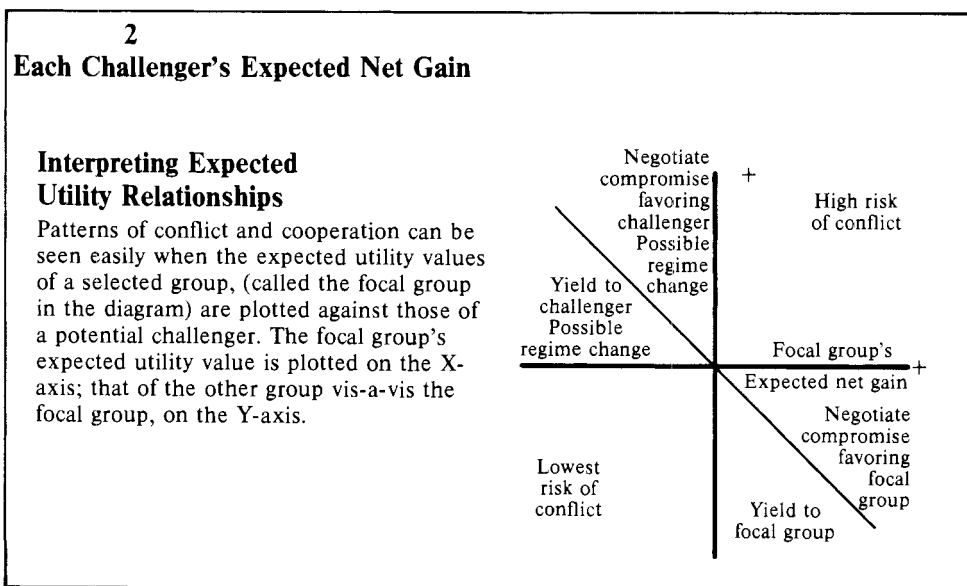 2
Each Challenger's Expected Net Gain
Interpreting Expected
Utility Relationships
Patterns of conflict and cooperation can be
seen easily when the expected utility values
of a selected group, (called the focal group
in the diagram) are plotted against those of
a potential challenger. The focal group's
expected utility value is plotted on the X-
axis; that of the other group vis-a-vis the
focal group, on the Y-axis.
Negotiate
compromise
favoring
challenger
Possible
regime
change
+
High risk
of conflict
Yield to
challenger
Possible
regime change
Focal group's
Expected net gain
+
Negotiate
compromise
favoring
focal
group
Lowest
risk of
conflict
Yield to
focal group